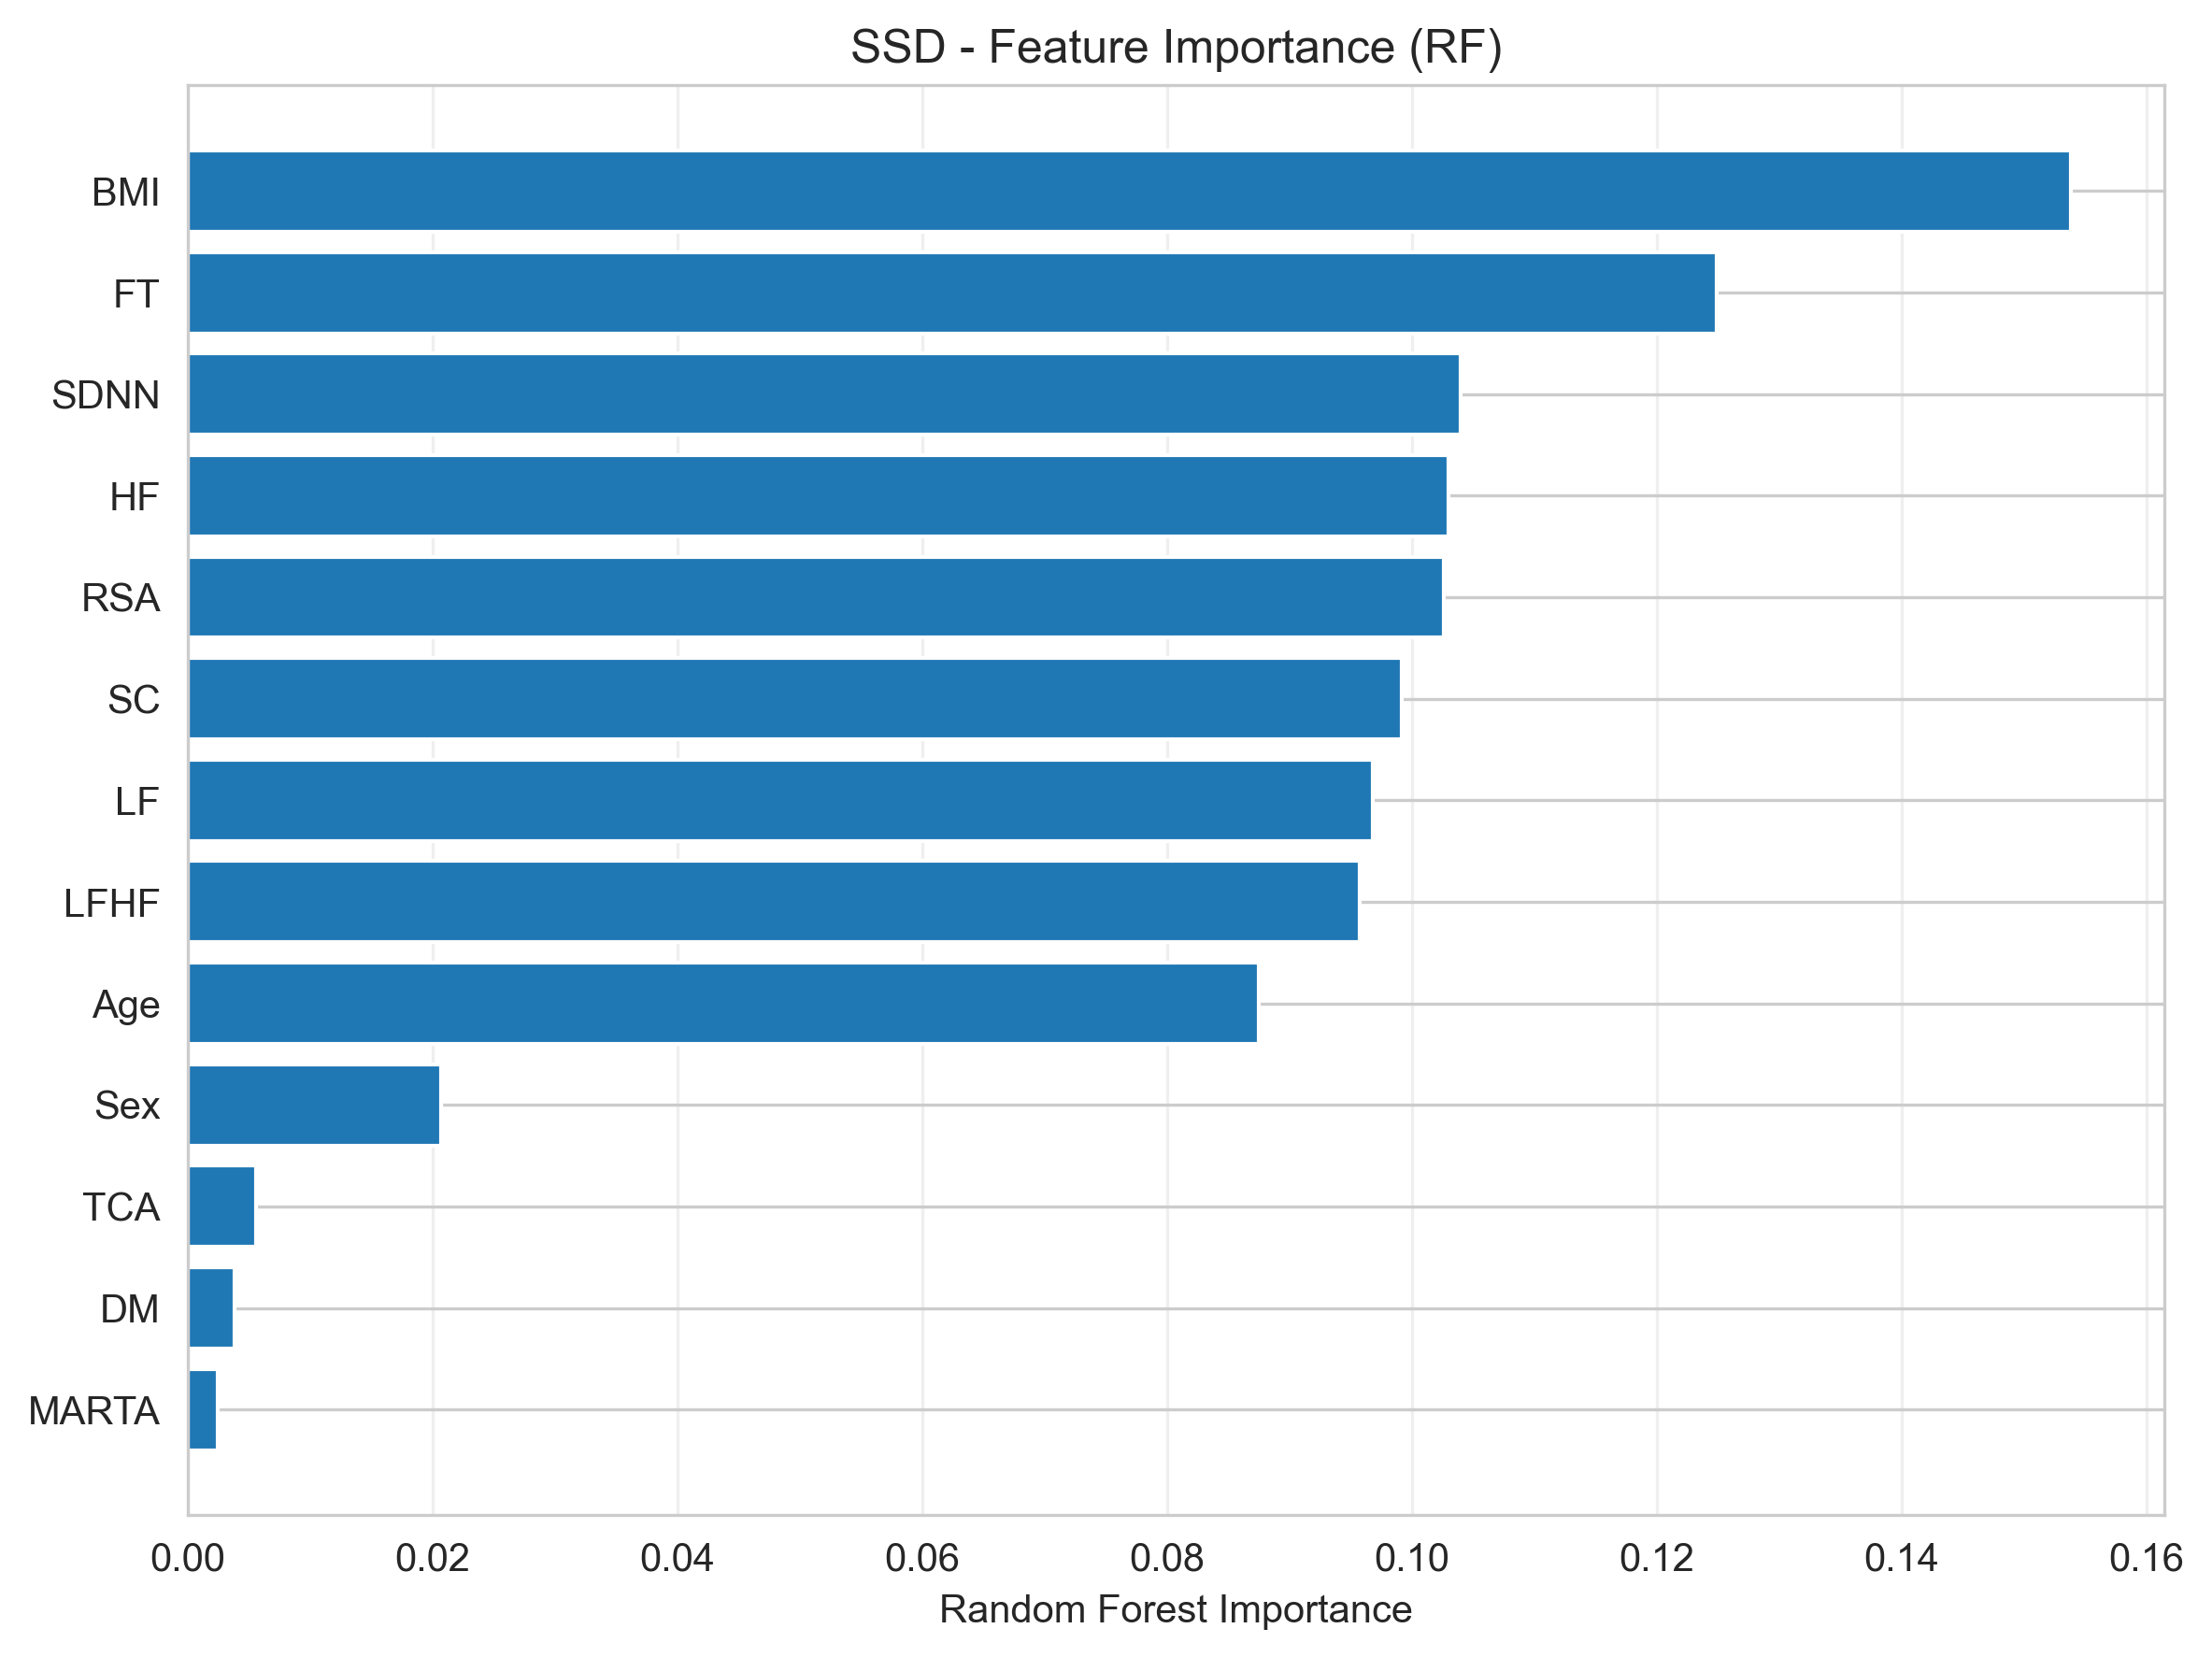 SSD - Feature Importance (RF)
BMI
FT
SDNN
HF
RSA
SC
LF
LFHF
Age
Sex
TCA
DM
MARTA
0.00 0.02 0.04 0.06 0.08 0.10 0.12 0.14 0.16
Random Forest Importance